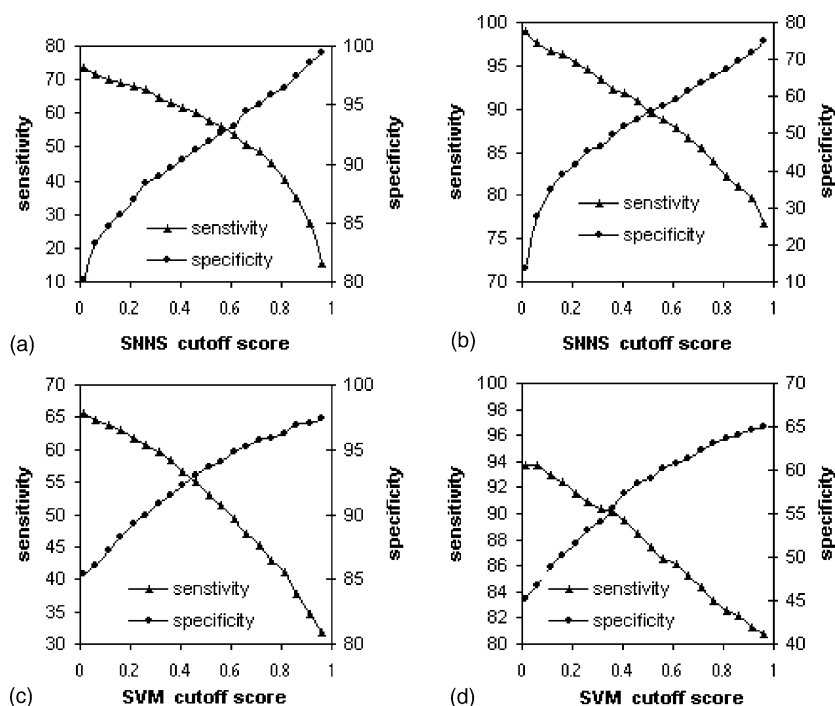 80
70
60
50
40
30
20
10
sensitivity
100
95
90
85
80
specificity
senstivity
specificity
0 0.2 0.4 0.6 0.8 1
SNNS cutoff score
(a)
100
95
90
85
80
75
70
sensitivity
80
70
60
50
40
30
20
10
specificity
senstivity
specificity
0 0.2 0.4 0.6 0.8 1
SNNS cutoff score
(b)
70
65
60
55
50
45
40
35
30
sensitivity
100
95
90
85
80
specificity
senstivity
specificity
0 0.2 0.4 0.6 0.8 1
SVM cutoff score
(c)
100
98
96
94
92
90
88
86
84
82
80
sensitivity
70
65
60
55
50
45
40
specificity
senstivity
specificity
0 0.2 0.4 0.6 0.8 1
SVM cutoff score
(d)